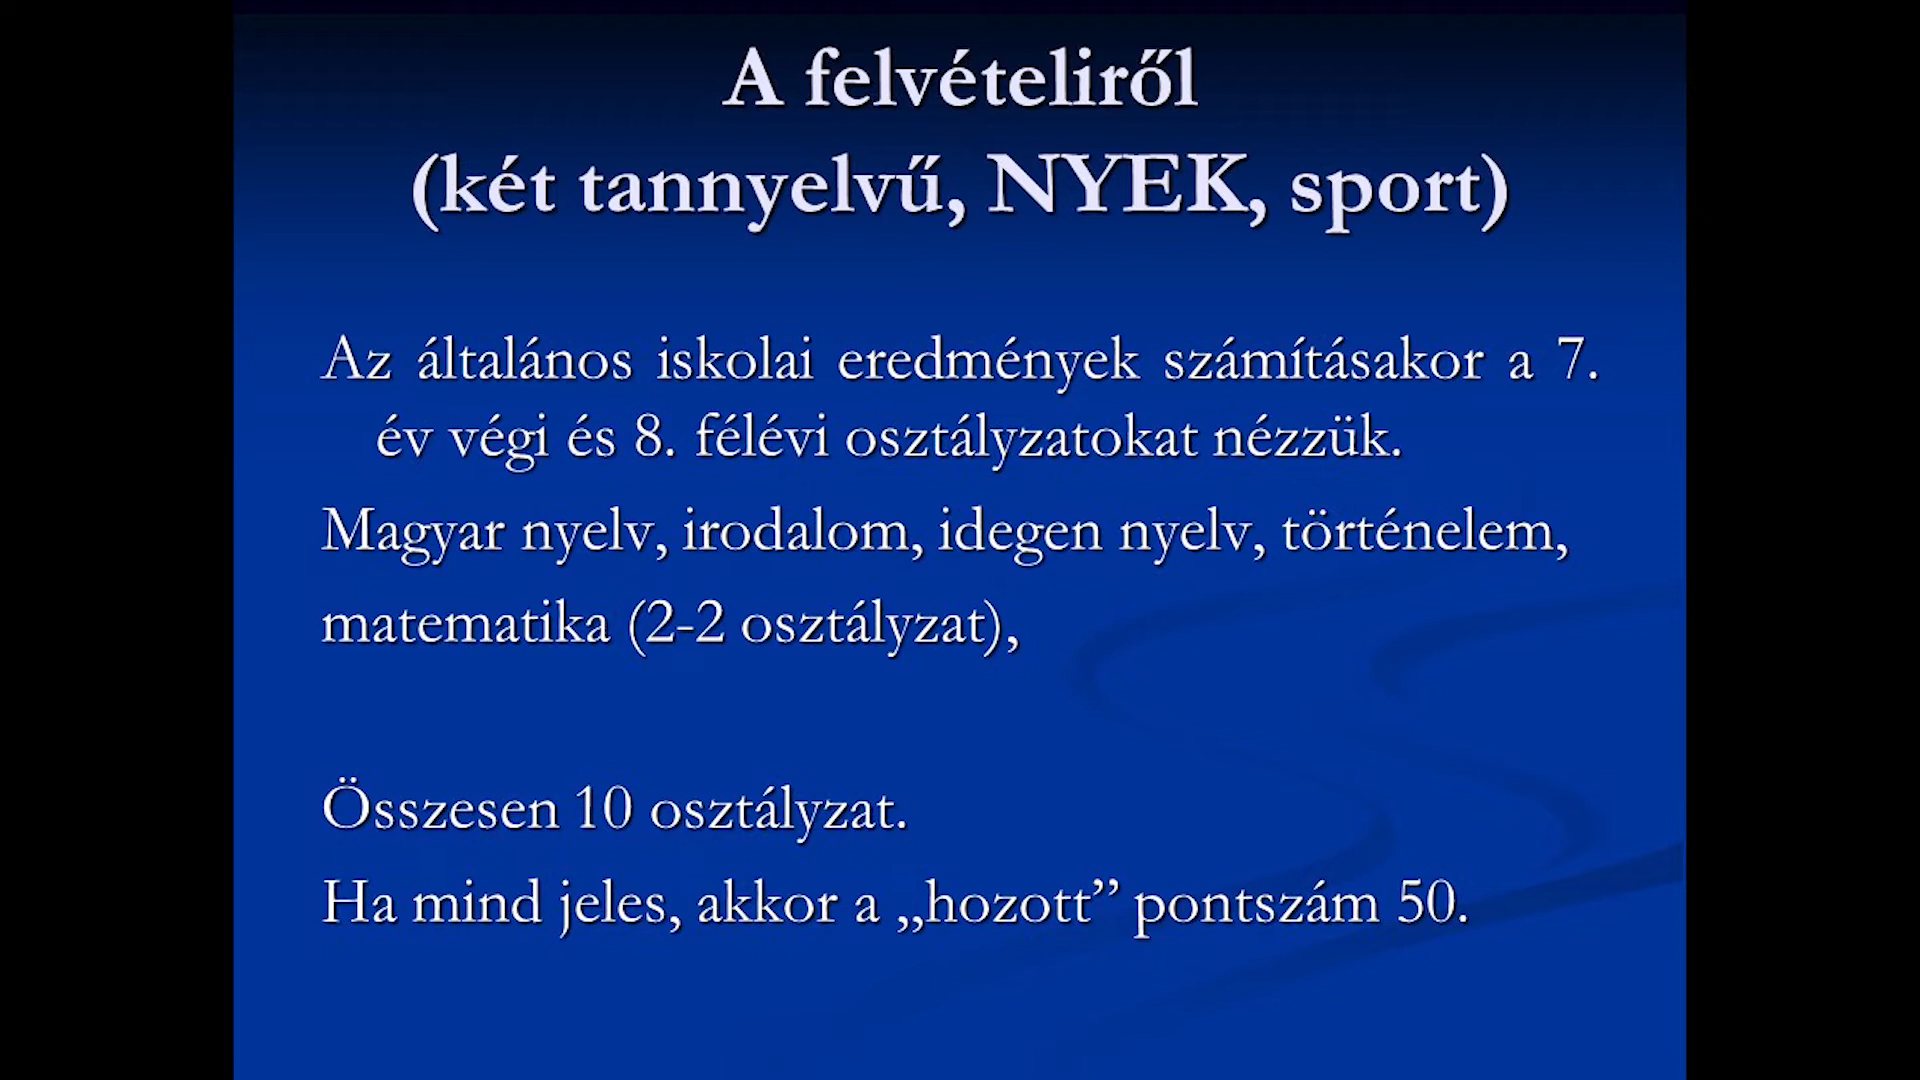 A felvételiről
(két tannyelvű, NYEK, sport)
Az általános iskolai eredmények számításakor a 7.
év végi és 8. félévi osztályzatokat nézzük.
Magyar nyelv, irodalom, idegen nyelv, történelem,
matematika (2-2 osztályzat),
Összesen 10 osztályzat.
Ha mind jeles, akkor a „hozott” pontszám 50.